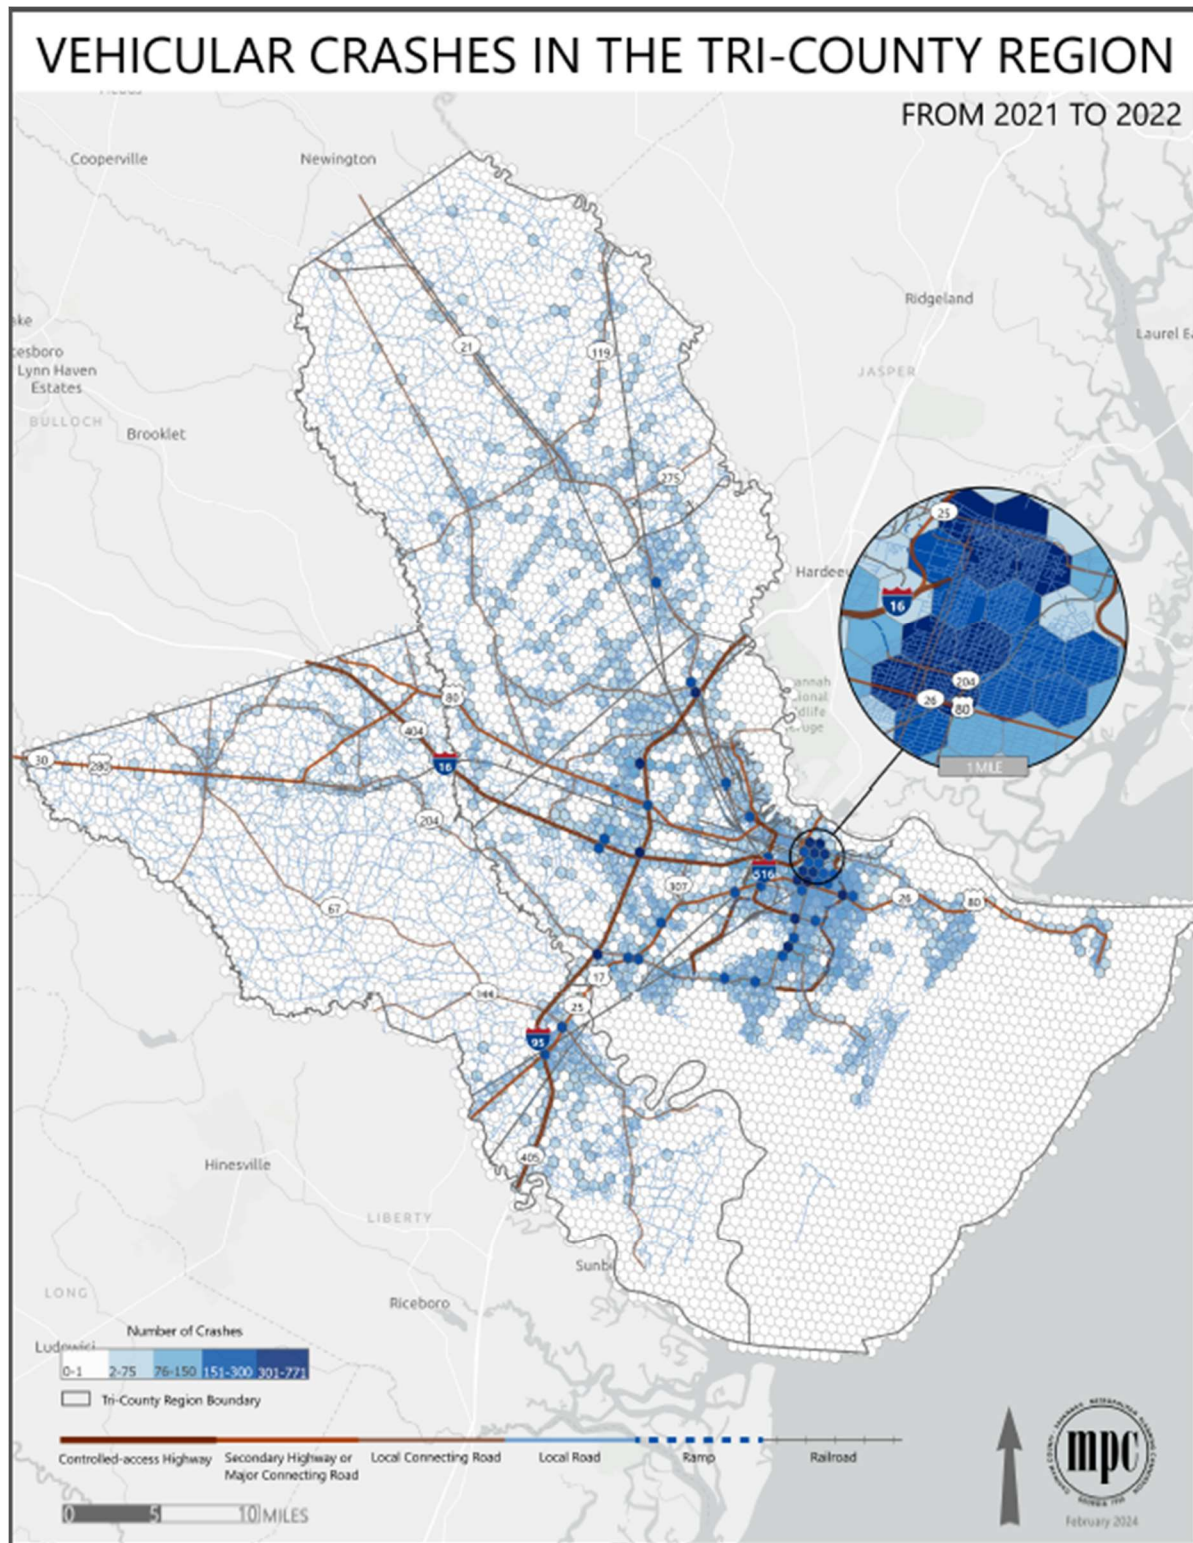 VEHICULAR CRASHES IN THE TRI-COUNTY REGION
FROM 2021 TO 2022
Cooperville
Newington
Ridgeland
Laurel
Lynn Haven
Estates
JASPER
BULLOCH
Brooklet
21
119
275
25
16
204
26
80
1 MILE
80
404
16
30
280
204
516
307
26
80
67
144
17
25
95
405
Hinesville
LIBERTY
LONG
Riceboro
Number of Crashes
0-1
2-75
76-150
151-300
301-771
Tri-County Region Boundary
Controlled-access Highway
Secondary Highway or
Major Connecting Road
Local Connecting Road
Local Road
Ramp
Railroad
0
5
10 MILES
mpc
February 2024